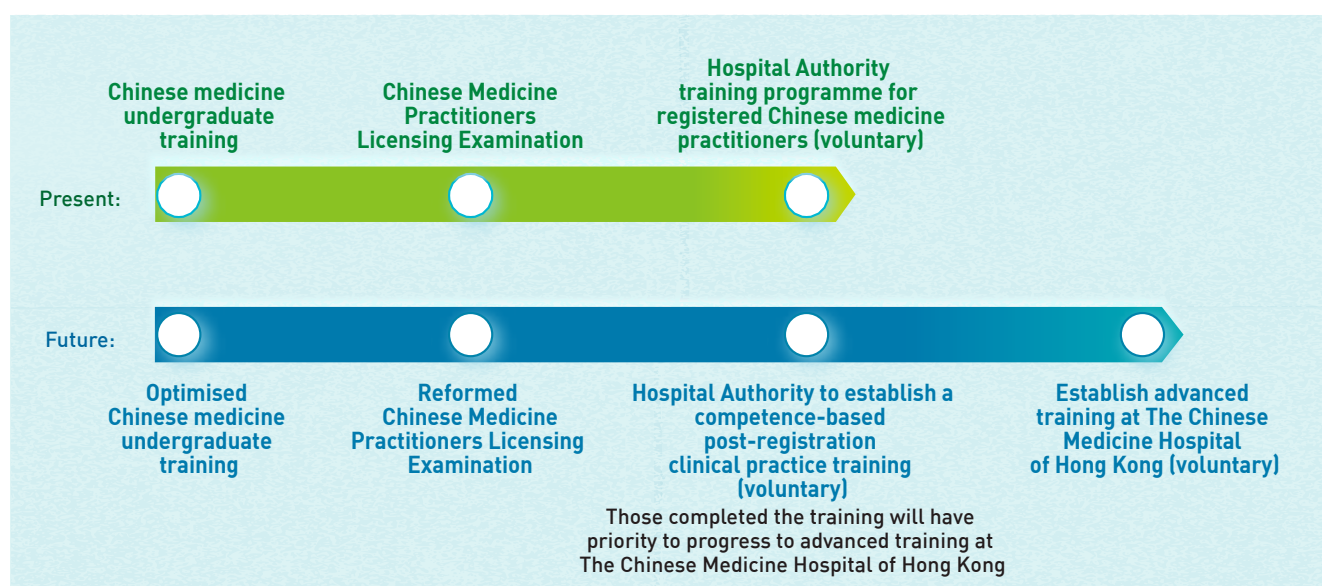 Chinese medicine
undergraduate
training
Chinese Medicine
Practitioners
Licensing Examination
Hospital Authority
training programme for
registered Chinese medicine
practitioners (voluntary)
Present:
Future:
Optimised
Chinese medicine
undergraduate
training
Reformed
Chinese Medicine
Practitioners Licensing
Examination
Hospital Authority to establish a
competence-based
post-registration
clinical practice training
(voluntary)
Those completed the training will have
priority to progress to advanced training at
The Chinese Medicine Hospital of Hong Kong
Establish advanced
training at The Chinese
Medicine Hospital
of Hong Kong (voluntary)